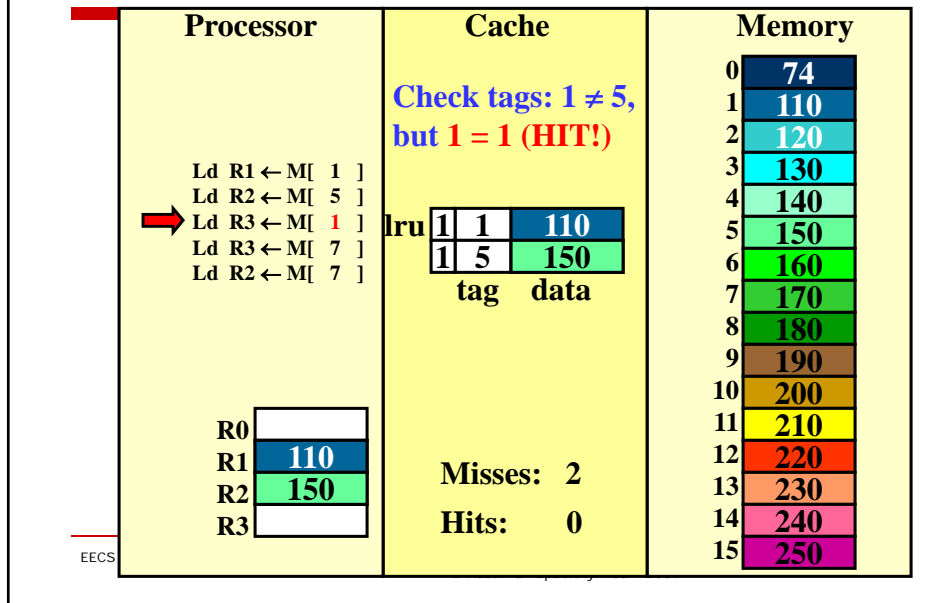 Processor
Ld R1 ← M[ 1 ]
Ld R2 ← M[ 5 ]
Ld R3 ← M[ 1 ]
Ld R3 ← M[ 7 ]
Ld R2 ← M[ 7 ]
R0
R1 110
R2 150
R3
Cache
Check tags: 1 ≠ 5,
but 1 = 1 (HIT!)
lru 1 1 110
1 5 150
tag data
Misses: 2
Hits: 0
Memory
0 74
1 110
2 120
3 130
4 140
5 150
6 160
7 170
8 180
9 190
10 200
11 210
12 220
13 230
14 240
15 250
EECS